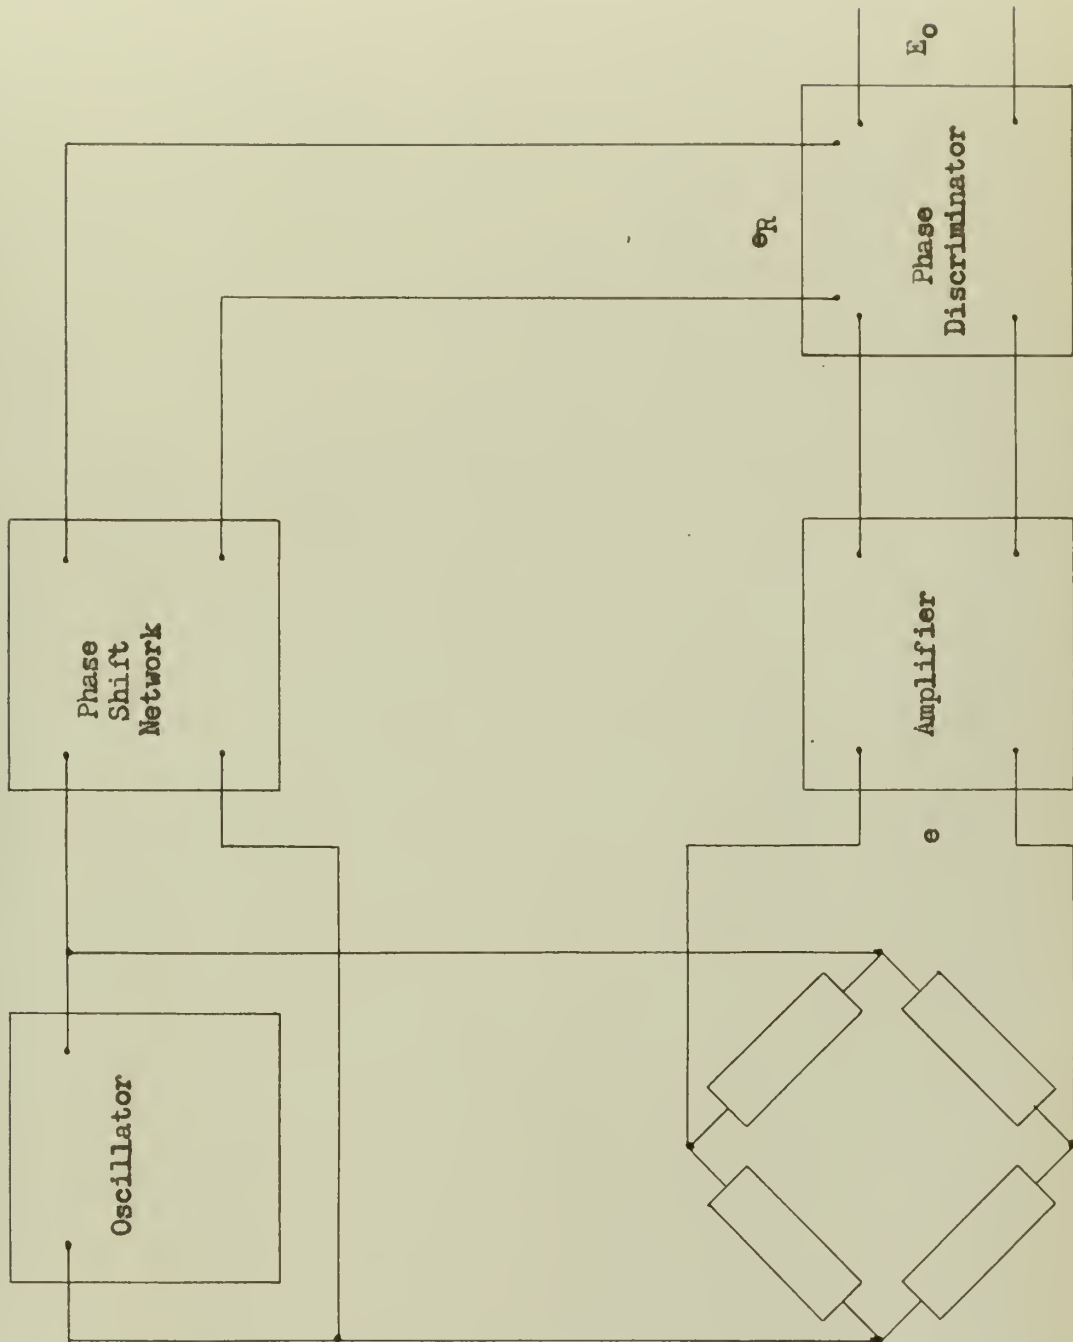 Oscillator
Phase
Shift
Network
e
Amplifier
eR
Phase
Discriminator
Eo